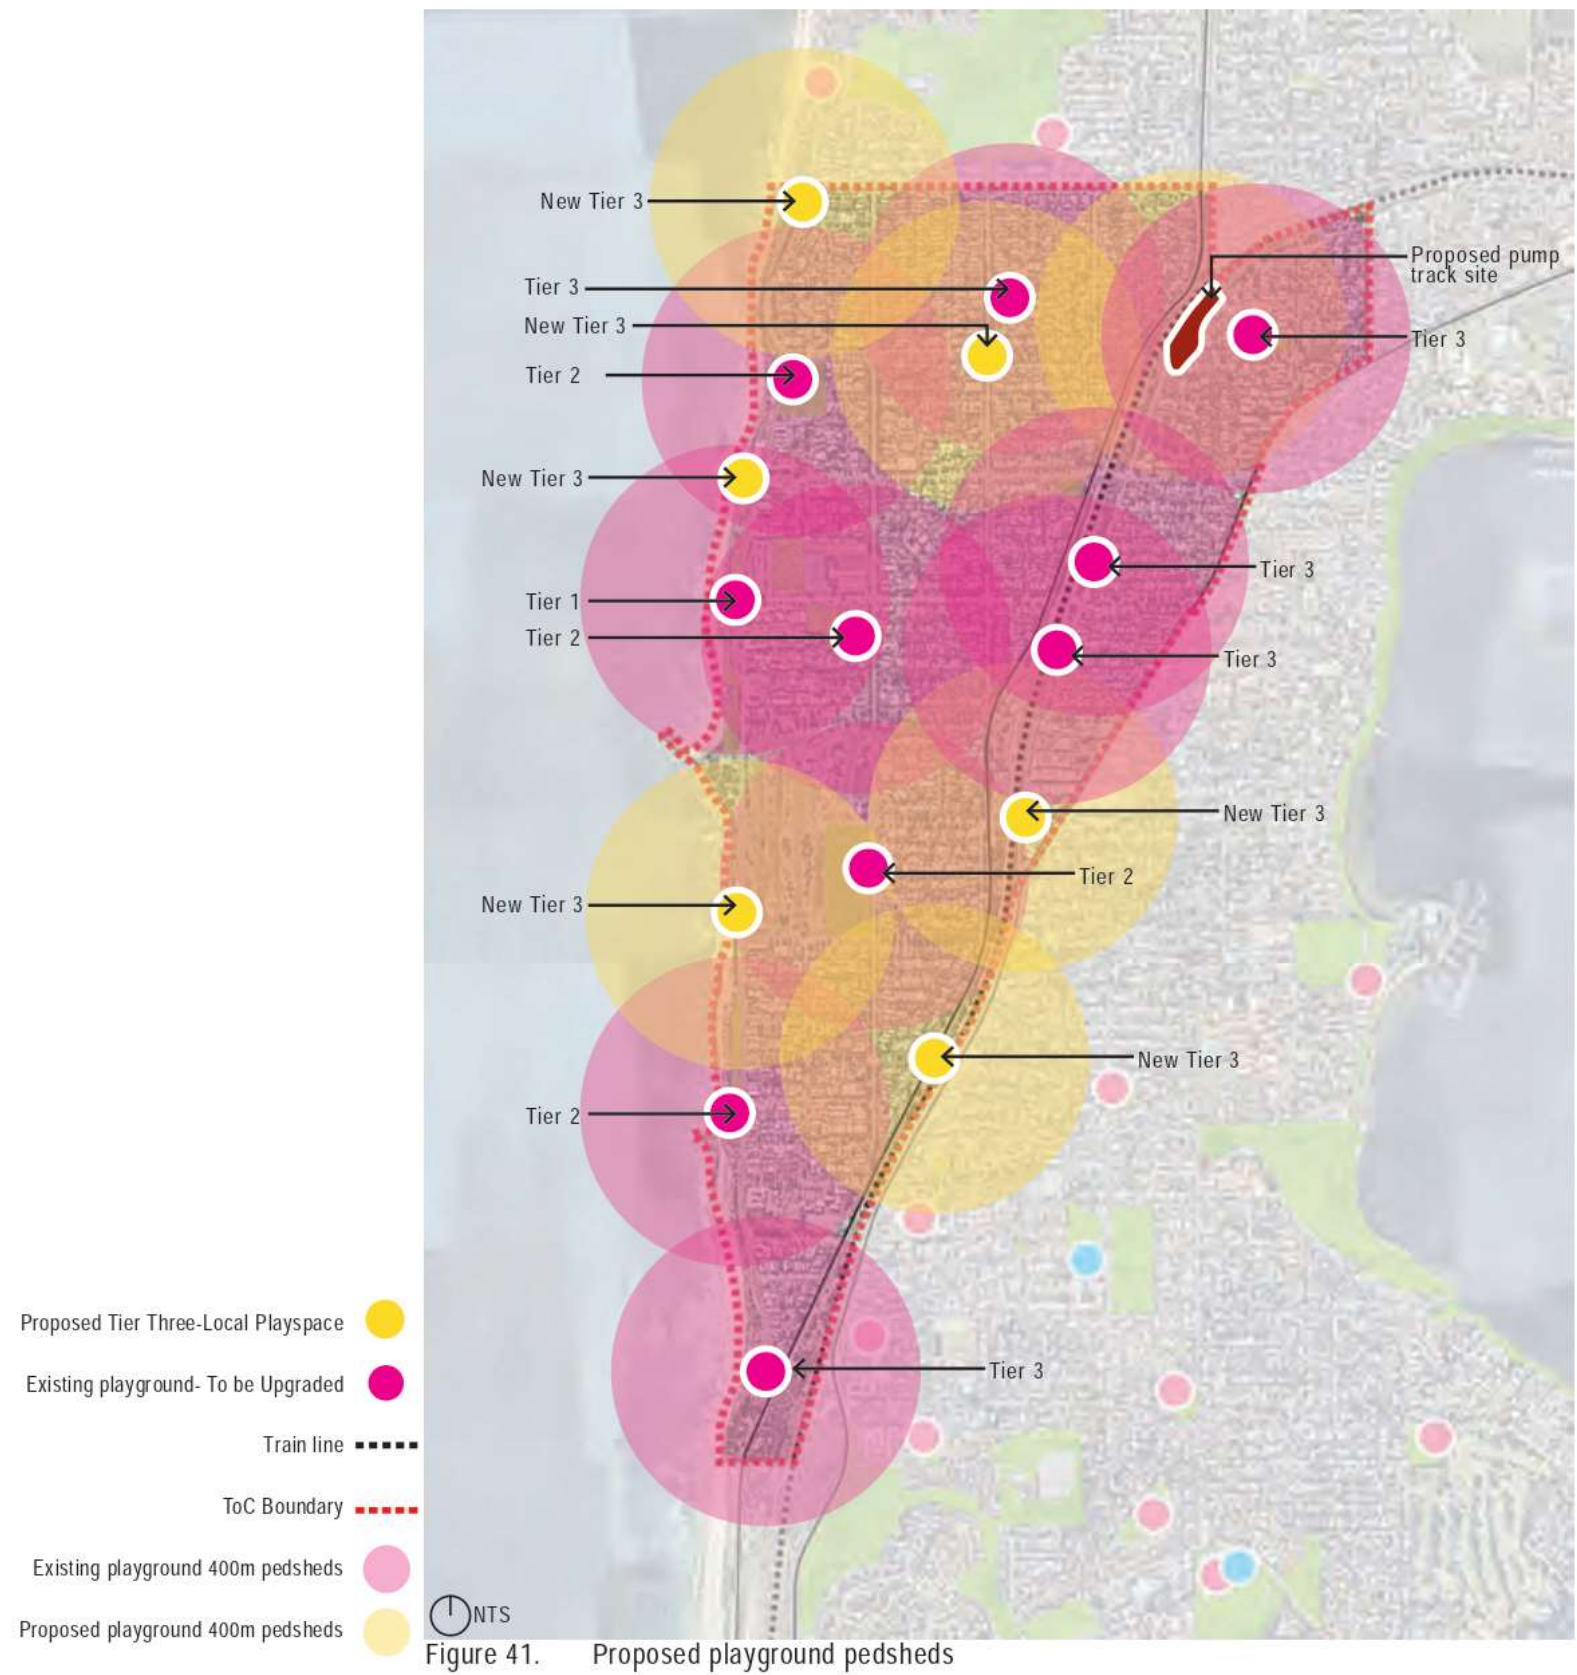 New Tier 3
Tier 3
New Tier 3
Tier 2
New Tier 3
Tier 1
Tier 2
New Tier 3
Tier 2
Proposed pump
track site
Tier 3
Tier 3
Tier 3
New Tier 3
Tier 2
New Tier 3
Tier 3
Proposed Tier Three-Local Playspace
Existing playground- To be Upgraded
Train line
ToC Boundary
Existing playground 400m pedsheds
Proposed playground 400m pedsheds
NTS
Figure 41. Proposed playground pedsheds